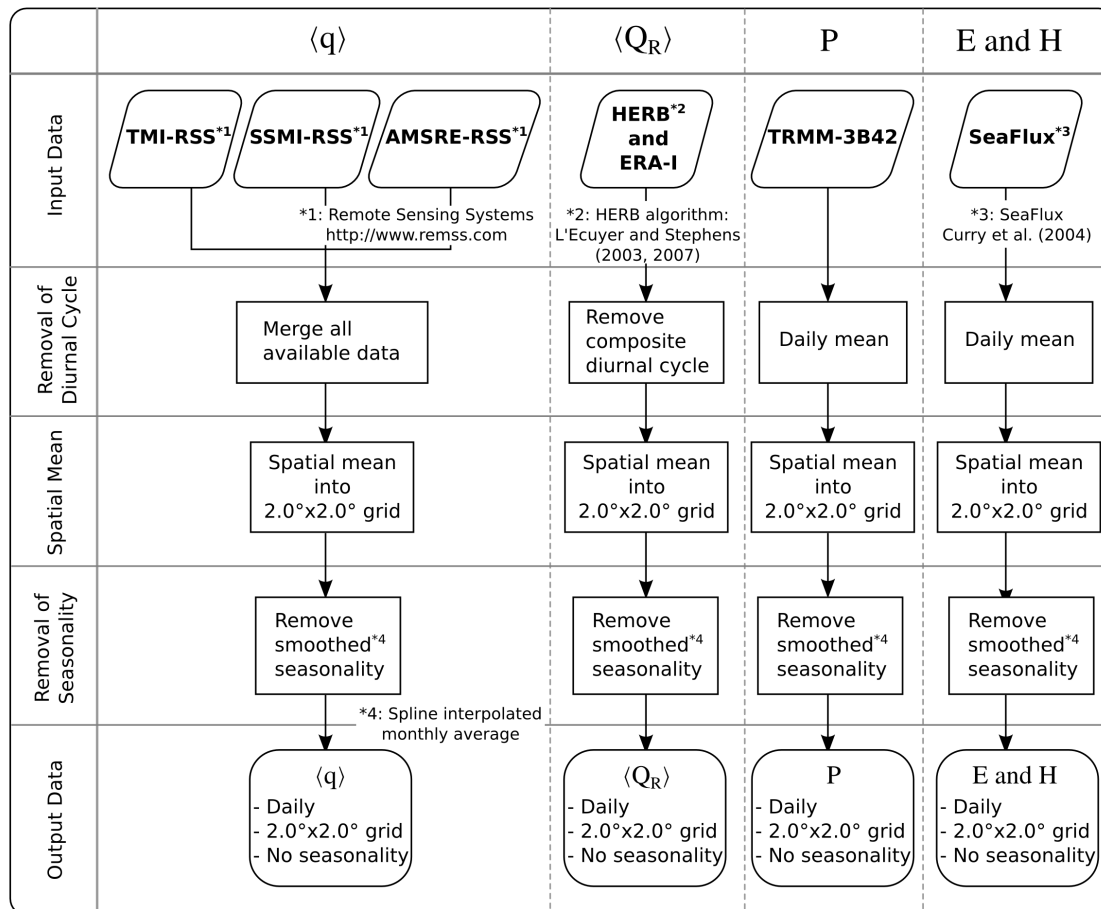 ⟨q⟩
⟨Q_R⟩
P
E and H
Input Data
TMI-RSS*1
SSMI-RSS*1
AMSRE-RSS*1
HERB*2
and
ERA-I
TRMM-3B42
SeaFlux*3
*1: Remote Sensing Systems
http://www.remss.com
*2: HERB algorithm:
L'Ecuyer and Stephens
(2003, 2007)
*3: SeaFlux
Curry et al. (2004)
Removal of
Diurnal Cycle
Merge all
available data
Remove
composite
diurnal cycle
Daily mean
Daily mean
Spatial Mean
Spatial mean
into
2.0°x2.0° grid
Spatial mean
into
2.0°x2.0° grid
Spatial mean
into
2.0°x2.0° grid
Spatial mean
into
2.0°x2.0° grid
Removal of
Seasonality
Remove
smoothed*4
seasonality
Remove
smoothed*4
seasonality
Remove
smoothed*4
seasonality
Remove
smoothed*4
seasonality
*4: Spline interpolated
monthly average
Output Data
⟨q⟩
- Daily
- 2.0°x2.0° grid
- No seasonality
⟨Q_R⟩
- Daily
- 2.0°x2.0° grid
- No seasonality
P
- Daily
- 2.0°x2.0° grid
- No seasonality
E and H
- Daily
- 2.0°x2.0° grid
- No seasonality